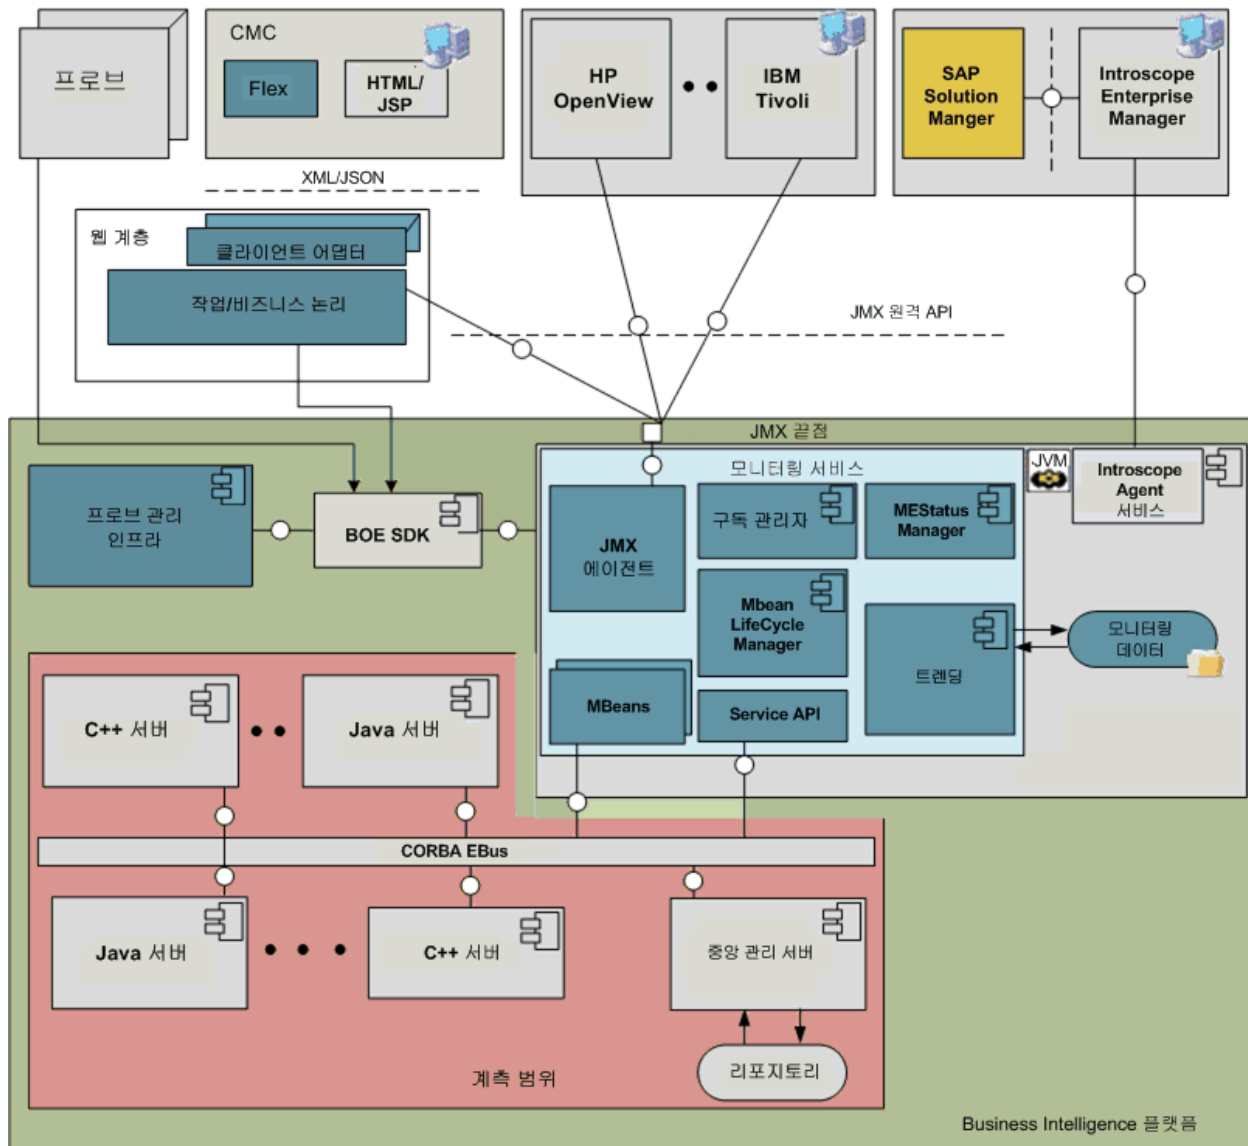 프로브
CMC
Flex
HTML/
JSP
HP
OpenView
IBM
Tivoli
SAP
Solution
Manger
Introscope
Enterprise
Manager
XML/JSON
웹 계층
클라이언트 어댑터
작업/비즈니스 논리
JMX 원격 API
JMX 끝점
프로브 관리
인프라
BOE SDK
모니터링 서비스
JMX
에이전트
구독 관리자
MEStatus
Manager
JVM
Introscope
Agent
서비스
Mbean
LifeCycle
Manager
트렌딩
모니터링
데이터
MBeans
Service API
C++ 서버
Java 서버
CORBA EBus
Java 서버
C++ 서버
중앙 관리 서버
리포지토리
계측 범위
Business Intelligence 플랫폼